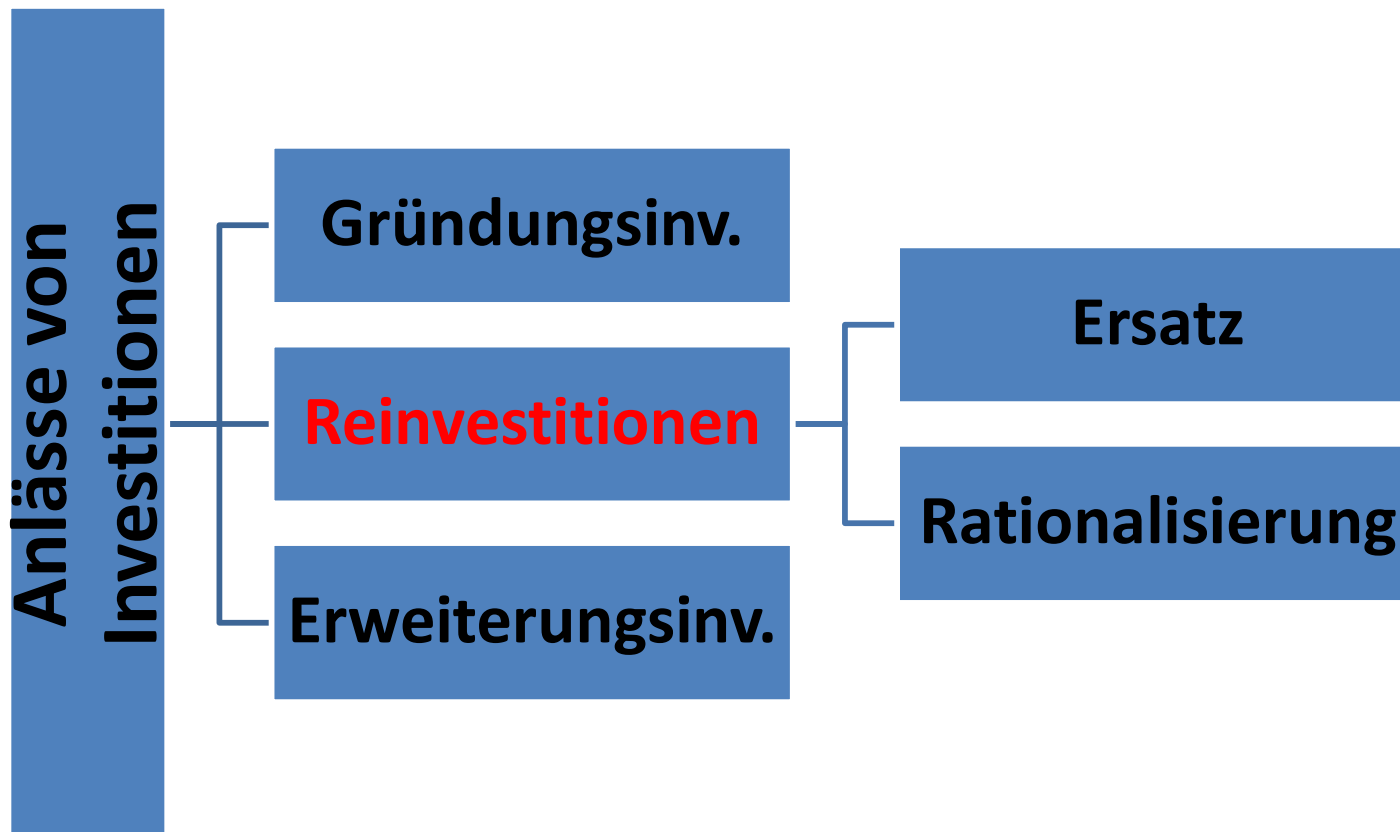 Anlässe von
Investitionen
Gründungsinv.
Reinvestitionen
Erweiterungsinv.
Ersatz
Rationalisierung